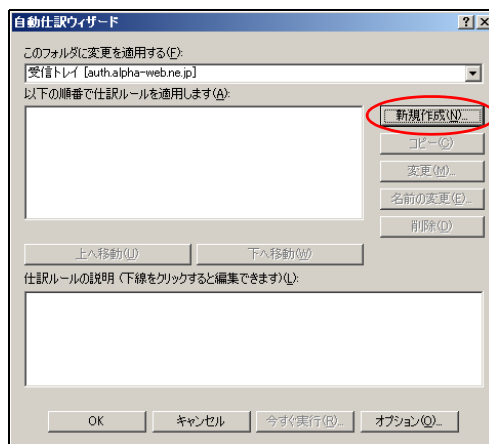 自動仕訳ウィザード
このフォルダに変更を適用する(F):
受信トレイ [auth.alpha-web.ne.jp]
以下の順番で仕訳ルールを適用します(A):
新規作成(N)...
コピー(C)
変更(M)...
名前の変更(E)...
削除(D)
上へ移動(U)
下へ移動(W)
仕訳ルールの説明 (下線をクリックすると編集できます)(L):
OK
キャンセル
今すぐ実行(R)...
オプション(O)...